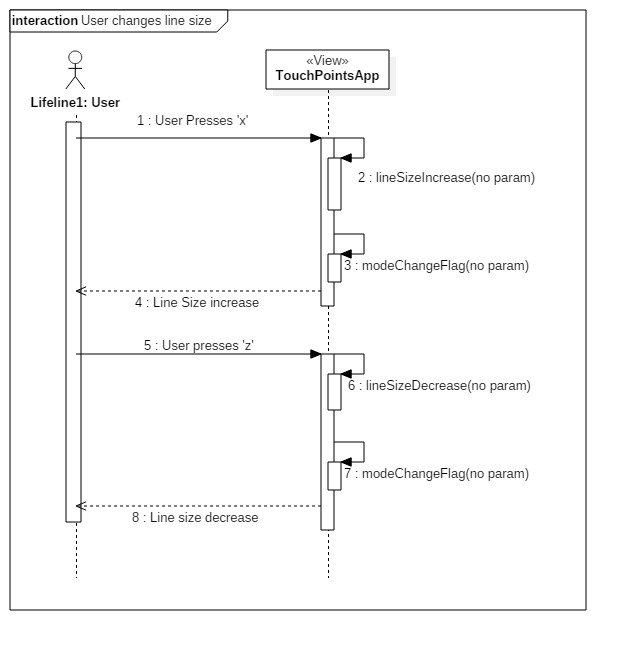 interaction User changes line size
«View»
TouchPointsApp
Lifeline1: User
1 : User Presses 'x'
2 : lineSizeIncrease(no param)
3 : modeChangeFlag(no param)
4 : Line Size increase
5 : User presses 'z'
6 : lineSizeDecrease(no param)
7 : modeChangeFlag(no param)
8 : Line size decrease